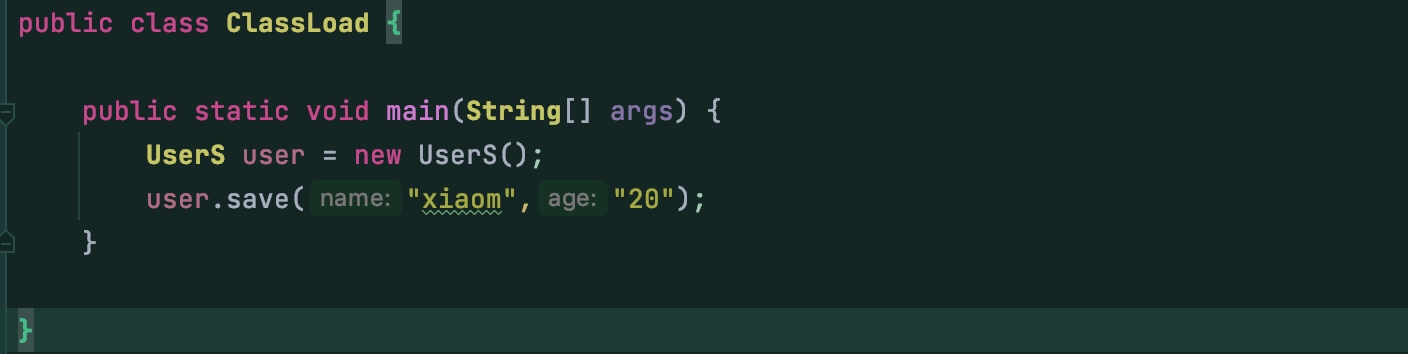 public class ClassLoad {
public static void main(String[] args) {
UserS user = new UserS();
user.save( name: "xiaom", age: "20");
}
}